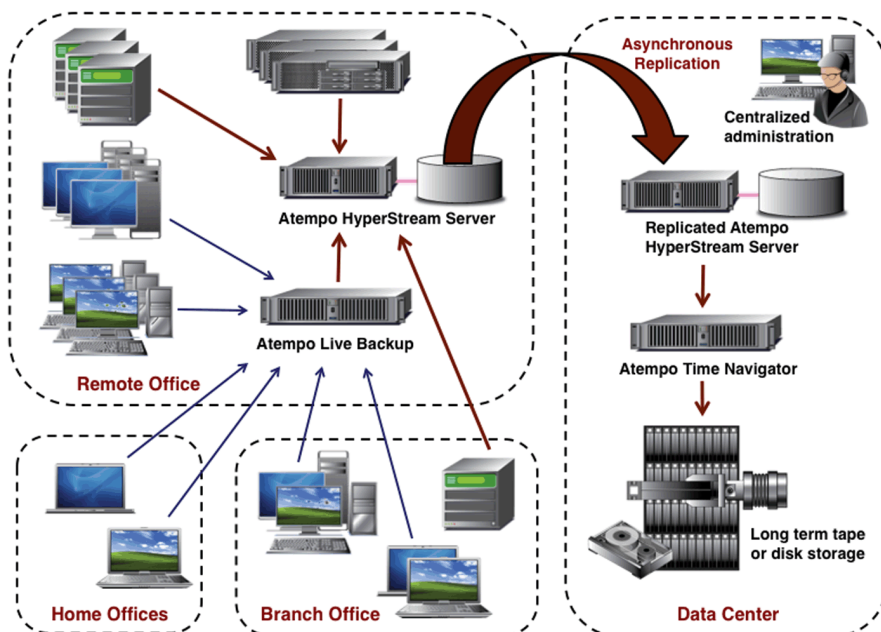 Asynchronous
Replication
Centralized
administration
Atempo HyperStream Server
Replicated Atempo
HyperStream Server
Atempo Live Backup
Atempo Time Navigator
Remote Office
Long term tape
or disk storage
Home Offices
Branch Office
Data Center